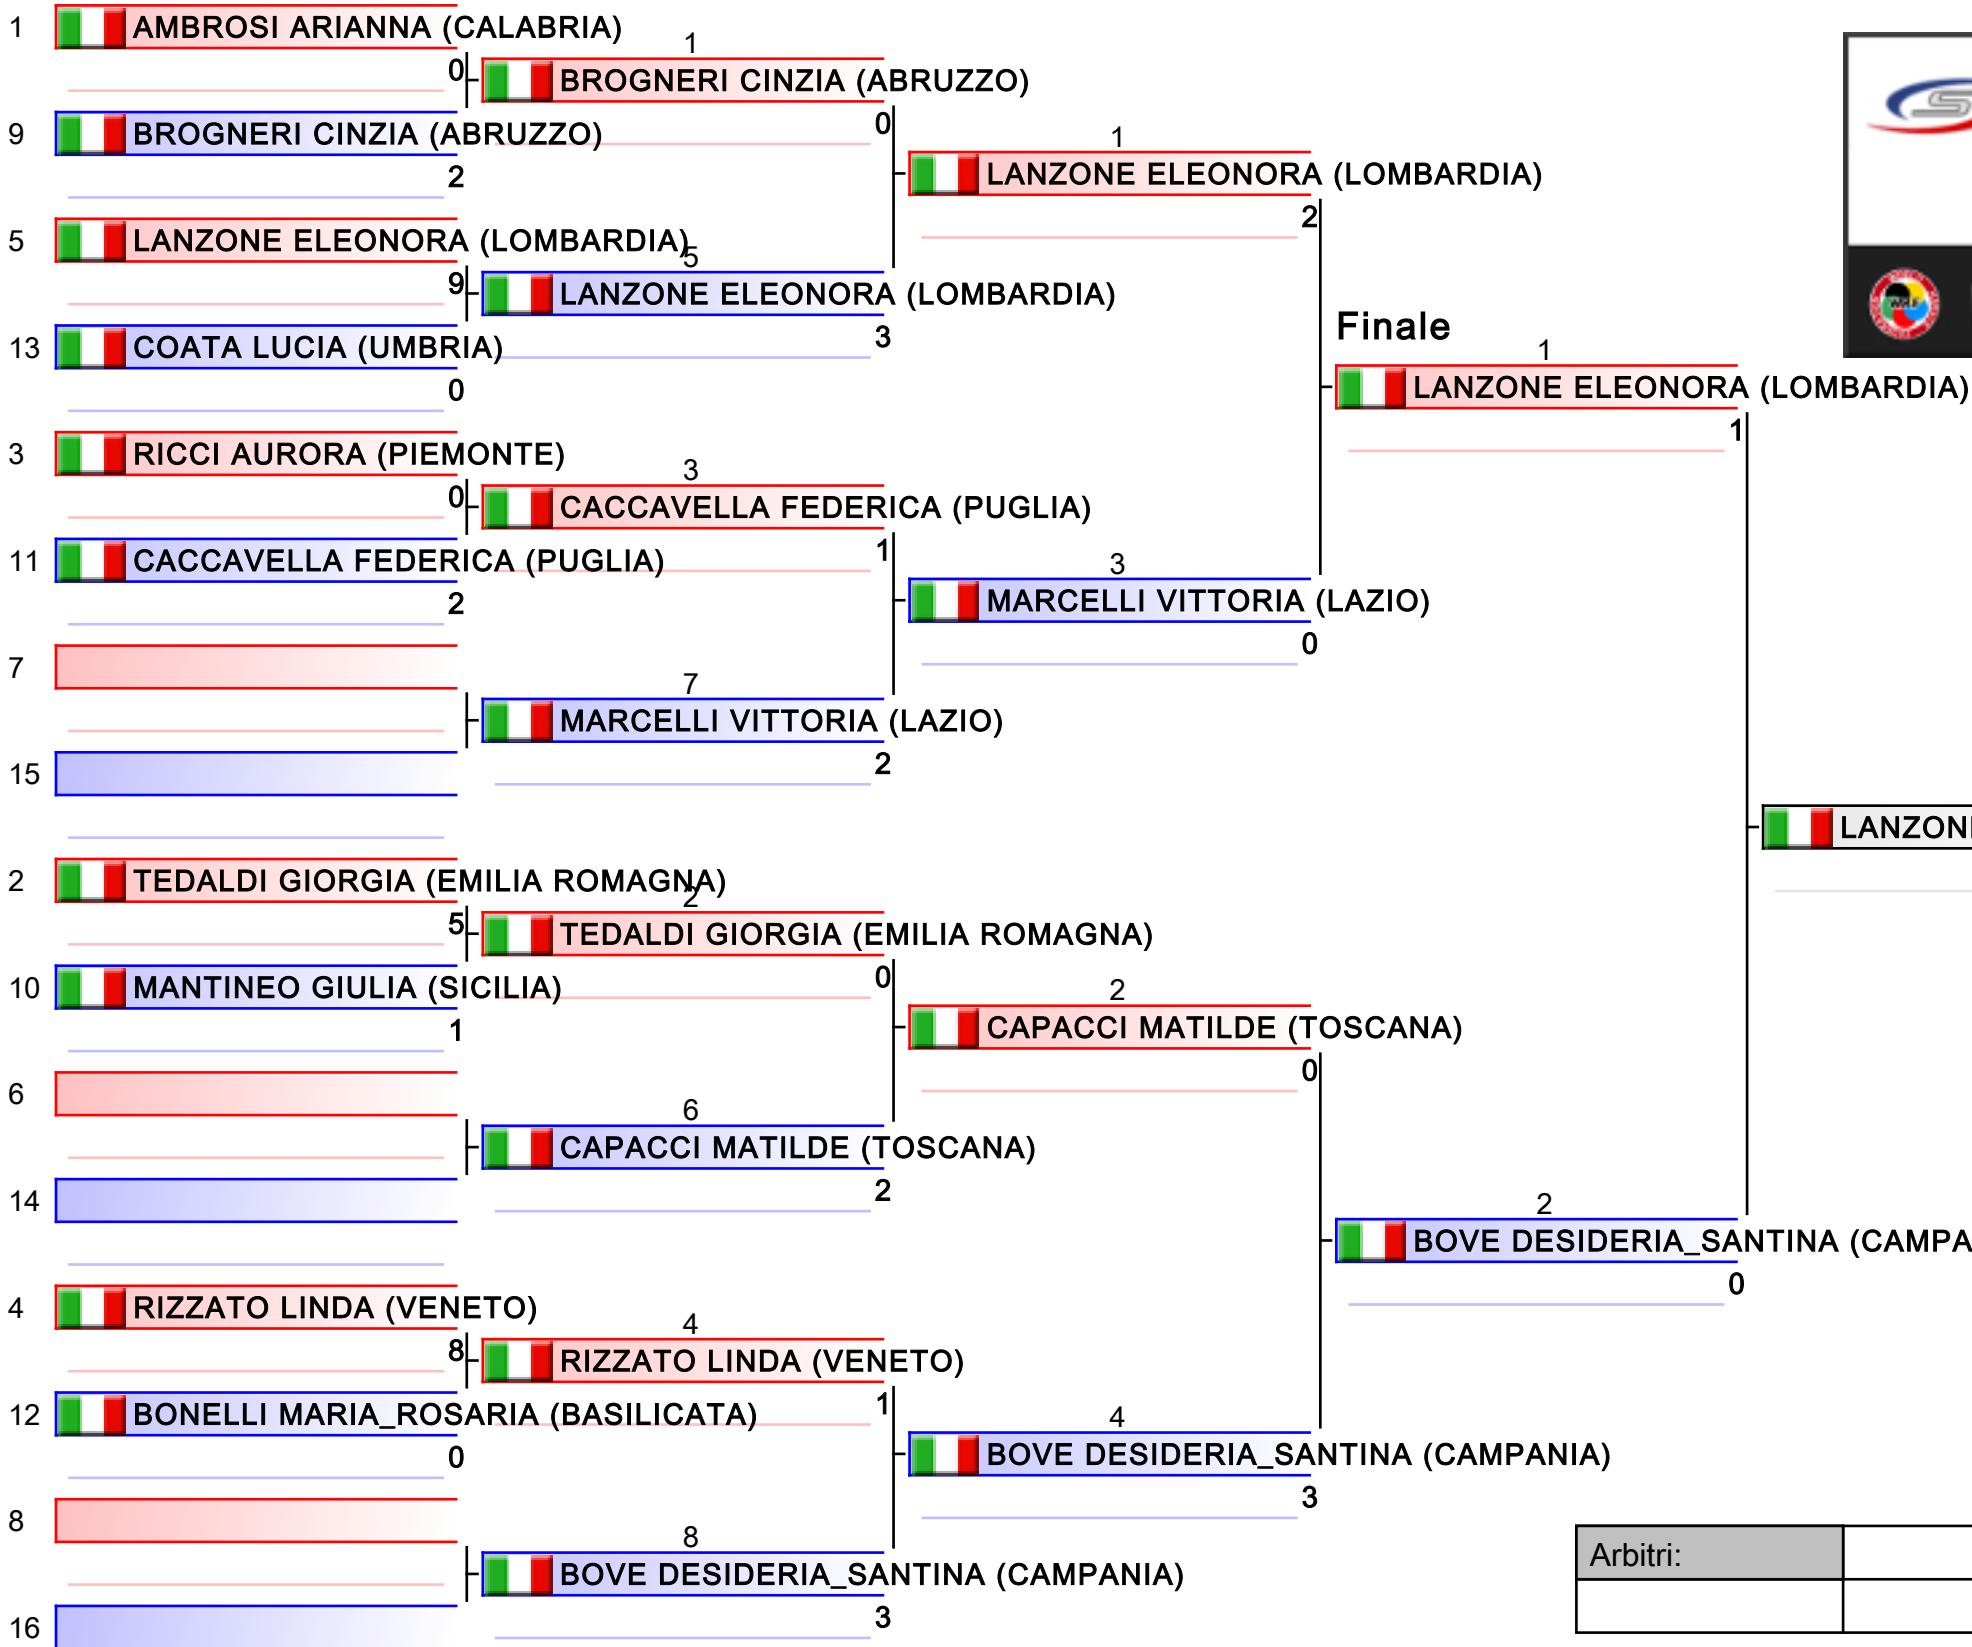 1 AMBROSI ARIANNA (CALABRIA)
0
9 BROGNERI CINZIA (ABRUZZO)
2
5 LANZONE ELEONORA (LOMBARDIA)
9
13 COATA LUCIA (UMBRIA)
0
3 RICCI AURORA (PIEMONTE)
0
11 CACCAVELLA FEDERICA (PUGLIA)
2
7
15
2 TEDALDI GIORGIA (EMILIA ROMAGNA)
5
10 MANTINEO GIULIA (SICILIA)
1
6
14
4 RIZZATO LINDA (VENETO)
8
12 BONELLI MARIA_ROSARIA (BASILICATA)
0
8
16
1
BROGNERI CINZIA (ABRUZZO)
0
5
LANZONE ELEONORA (LOMBARDIA)
3
3
CACCAVELLA FEDERICA (PUGLIA)
1
7
MARCELLI VITTORIA (LAZIO)
2
2
TEDALDI GIORGIA (EMILIA ROMAGNA)
0
6
CAPACCI MATILDE (TOSCANA)
2
4
RIZZATO LINDA (VENETO)
1
8
BOVE DESIDERIA_SANTINA (CAMPANIA)
3
1
LANZONE ELEONORA (LOMBARDIA)
2
3
MARCELLI VITTORIA (LAZIO)
0
2
CAPACCI MATILDE (TOSCANA)
0
4
BOVE DESIDERIA_SANTINA (CAMPANIA)
3
Finale
1
LANZONE ELEONORA (LOMBARDIA)
1
2
BOVE DESIDERIA_SANTINA (CAMPA
0
LANZON
Arbitri: